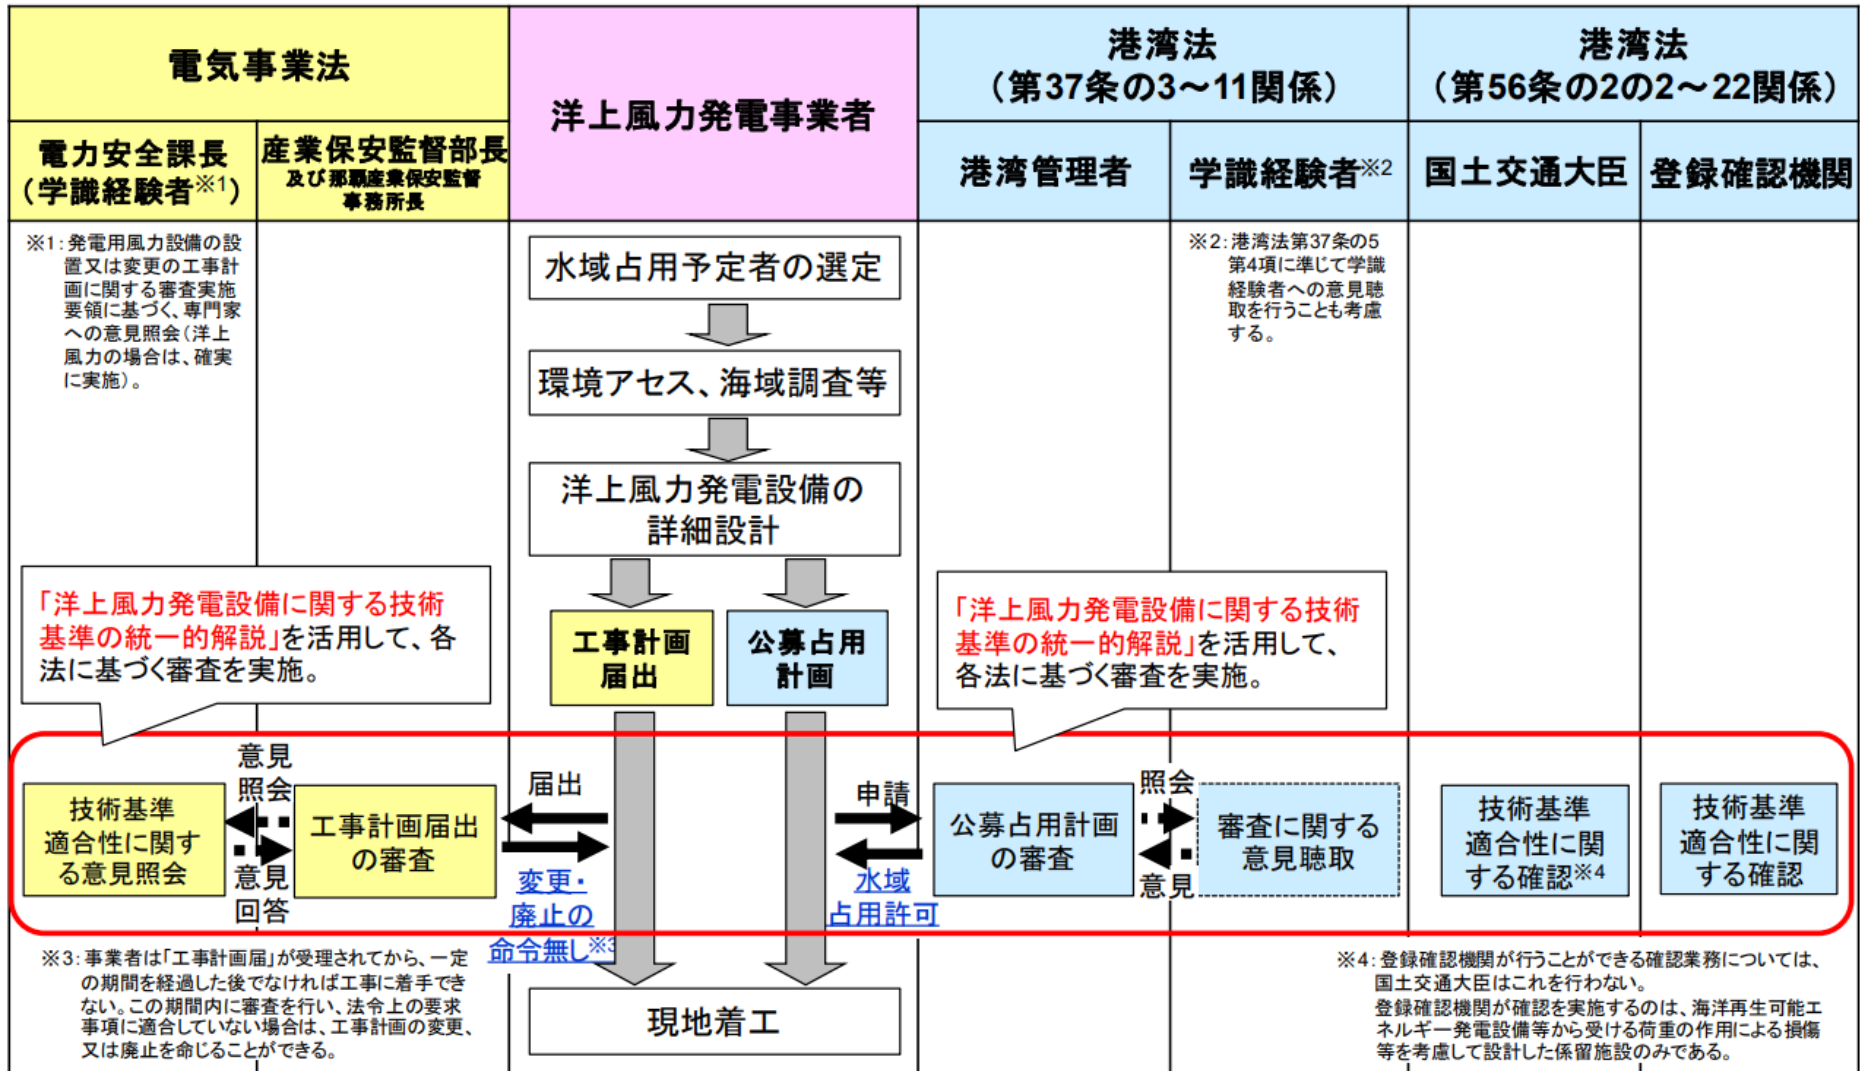 電気事業法
洋上風力発電事業者
港湾法
（第37条の3～11関係）
港湾法
（第56条の2の2～22関係）
電力安全課長
（学識経験者※1）
産業保安監督部長
及び那覇産業保安監督
事務所長
港湾管理者
学識経験者※2
国土交通大臣
登録確認機関
※1：発電用風力設備の設
置又は変更の工事計
画に関する審査実施
要領に基づく、専門家
への意見照会（洋上
風力の場合は、確実
に実施）。
水域占用予定者の選定
環境アセス、海域調査等
洋上風力発電設備の
詳細設計
※2：港湾法第37条の5
第4項に準じて学識
経験者への意見聴
取を行うことも考慮
する。
「洋上風力発電設備に関する技術
基準の統一的解説」を活用して、各
法に基づく審査を実施。
工事計画
届出
公募占用
計画
「洋上風力発電設備に関する技術
基準の統一的解説」を活用して、
各法に基づく審査を実施。
技術基準
適合性に関す
る意見照会
意見
照会
意見
回答
工事計画届出
の審査
届出
変更・
廃止の
命令無し※3
申請
水域
占用許可
公募占用計画
の審査
照会
意見
審査に関する
意見聴取
技術基準
適合性に関
する確認※4
技術基準
適合性に関
する確認
※3：事業者は「工事計画届」が受理されてから、一定
の期間を経過した後でなければ工事に着手でき
ない。この期間内に審査を行い、法令上の要求
事項に適合していない場合は、工事計画の変更、
又は廃止を命じることができる。
現地着工
※4：登録確認機関が行うことができる確認業務については、
国土交通大臣はこれを行わない。
登録確認機関が確認を実施するのは、海洋再生可能エ
ネルギー発電設備等から受ける荷重の作用による損傷
等を考慮して設計した係留施設のみである。